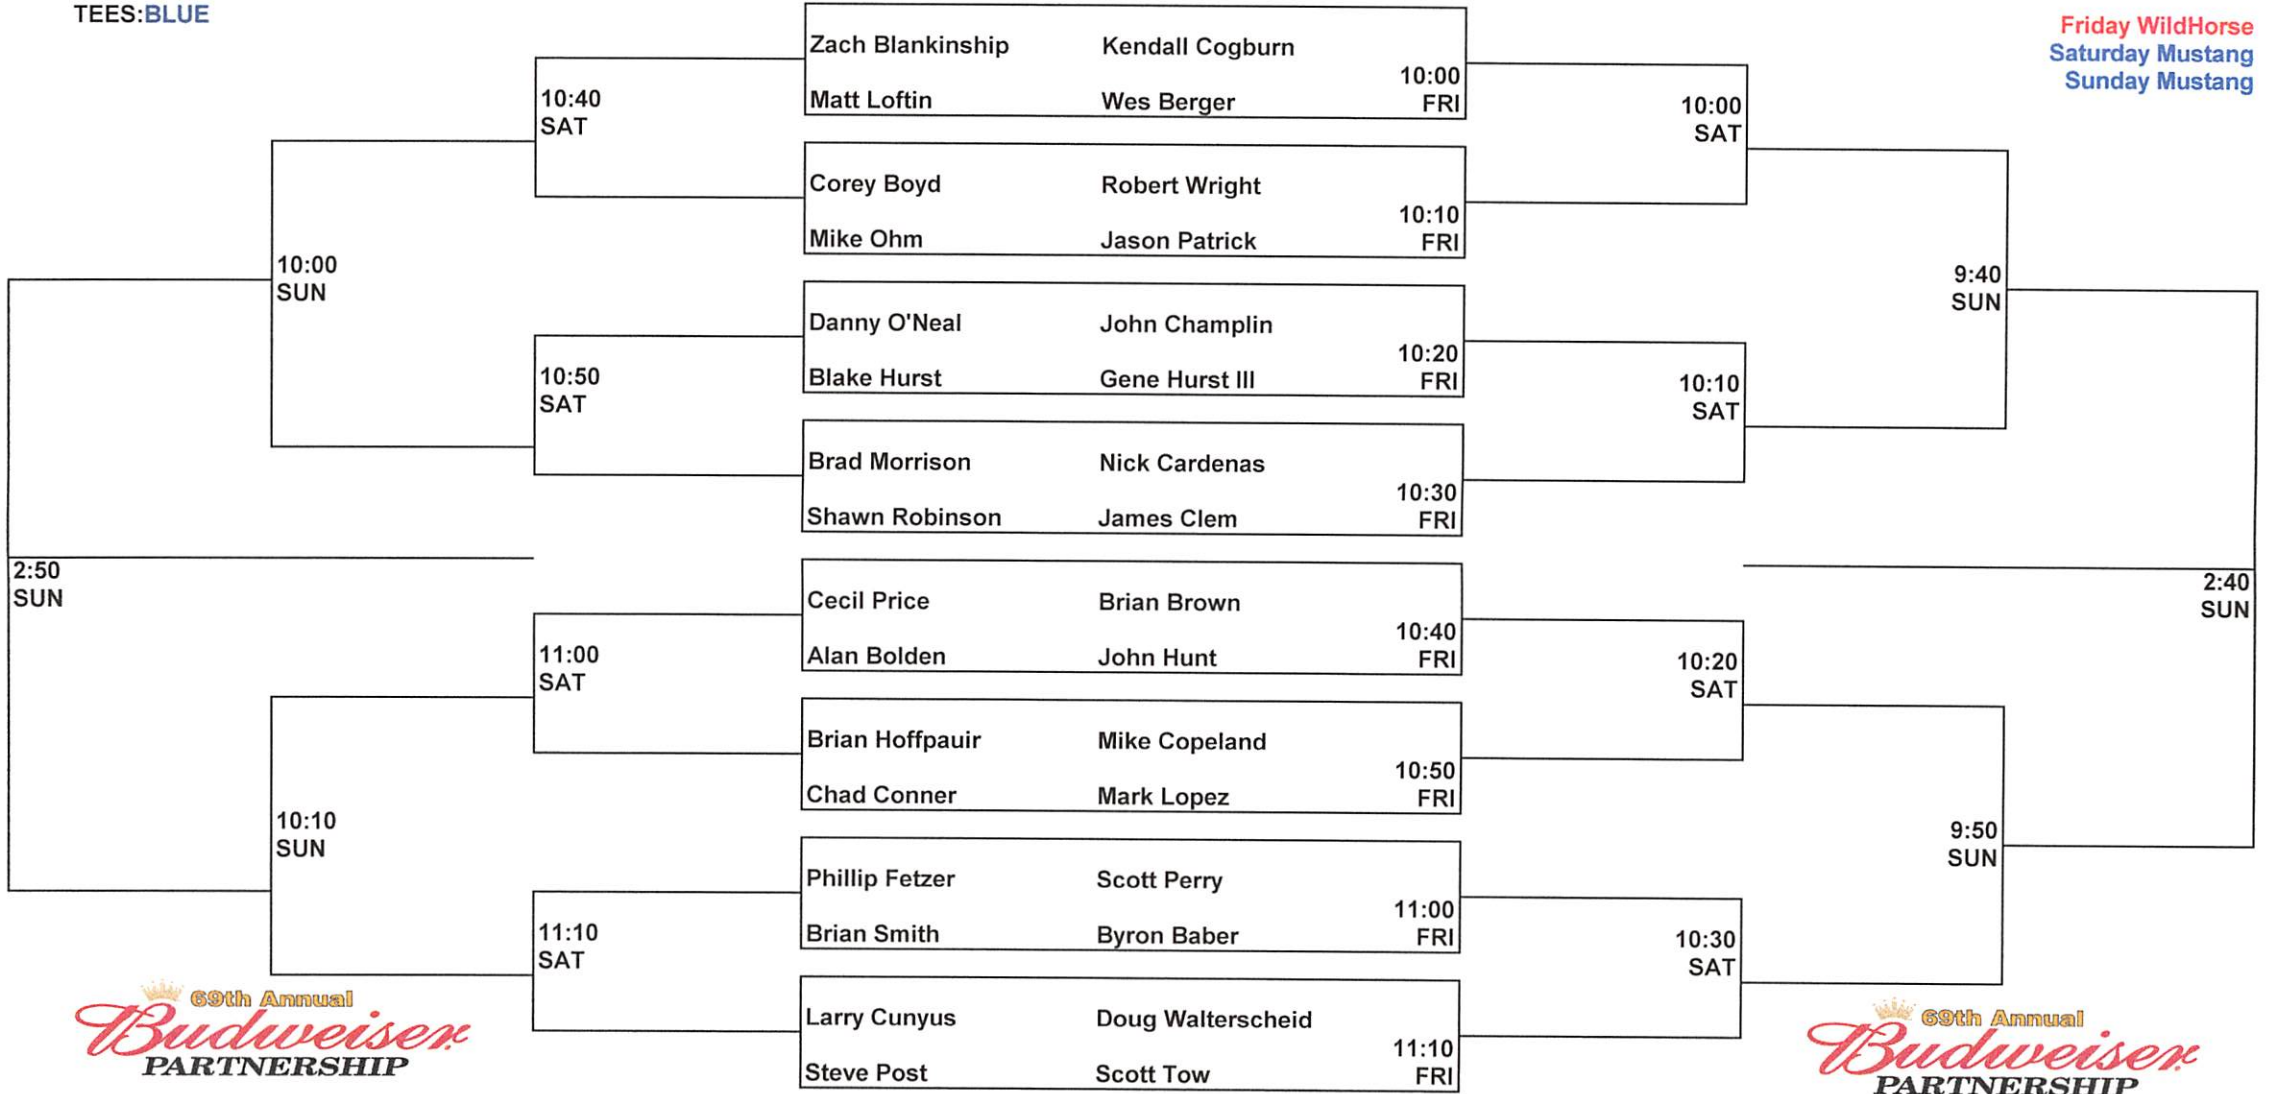 TEES:BLUE
Friday WildHorse
Saturday Mustang
Sunday Mustang
Zach Blankinship Kendall Cogburn
10:00
Matt Loftin Wes Berger FRI
Corey Boyd Robert Wright
10:10
Mike Ohm Jason Patrick FRI
Danny O'Neal John Champlin
10:20
Blake Hurst Gene Hurst III FRI
Brad Morrison Nick Cardenas
10:30
Shawn Robinson James Clem FRI
Cecil Price Brian Brown
10:40
Alan Bolden John Hunt FRI
Brian Hoffpauir Mike Copeland
10:50
Chad Conner Mark Lopez FRI
Phillip Fetzer Scott Perry
11:00
Brian Smith Byron Baber FRI
Larry Cunyus Doug Walterscheid
11:10
Steve Post Scott Tow FRI
10:40
SAT
10:50
SAT
11:00
SAT
11:10
SAT
10:00
SUN
10:10
SUN
2:50
SUN
10:00
SAT
10:10
SAT
10:20
SAT
10:30
SAT
9:40
SUN
9:50
SUN
2:40
SUN
69th Annual
Budweiser
PARTNERSHIP
69th Annual
Budweiser
PARTNERSHIP